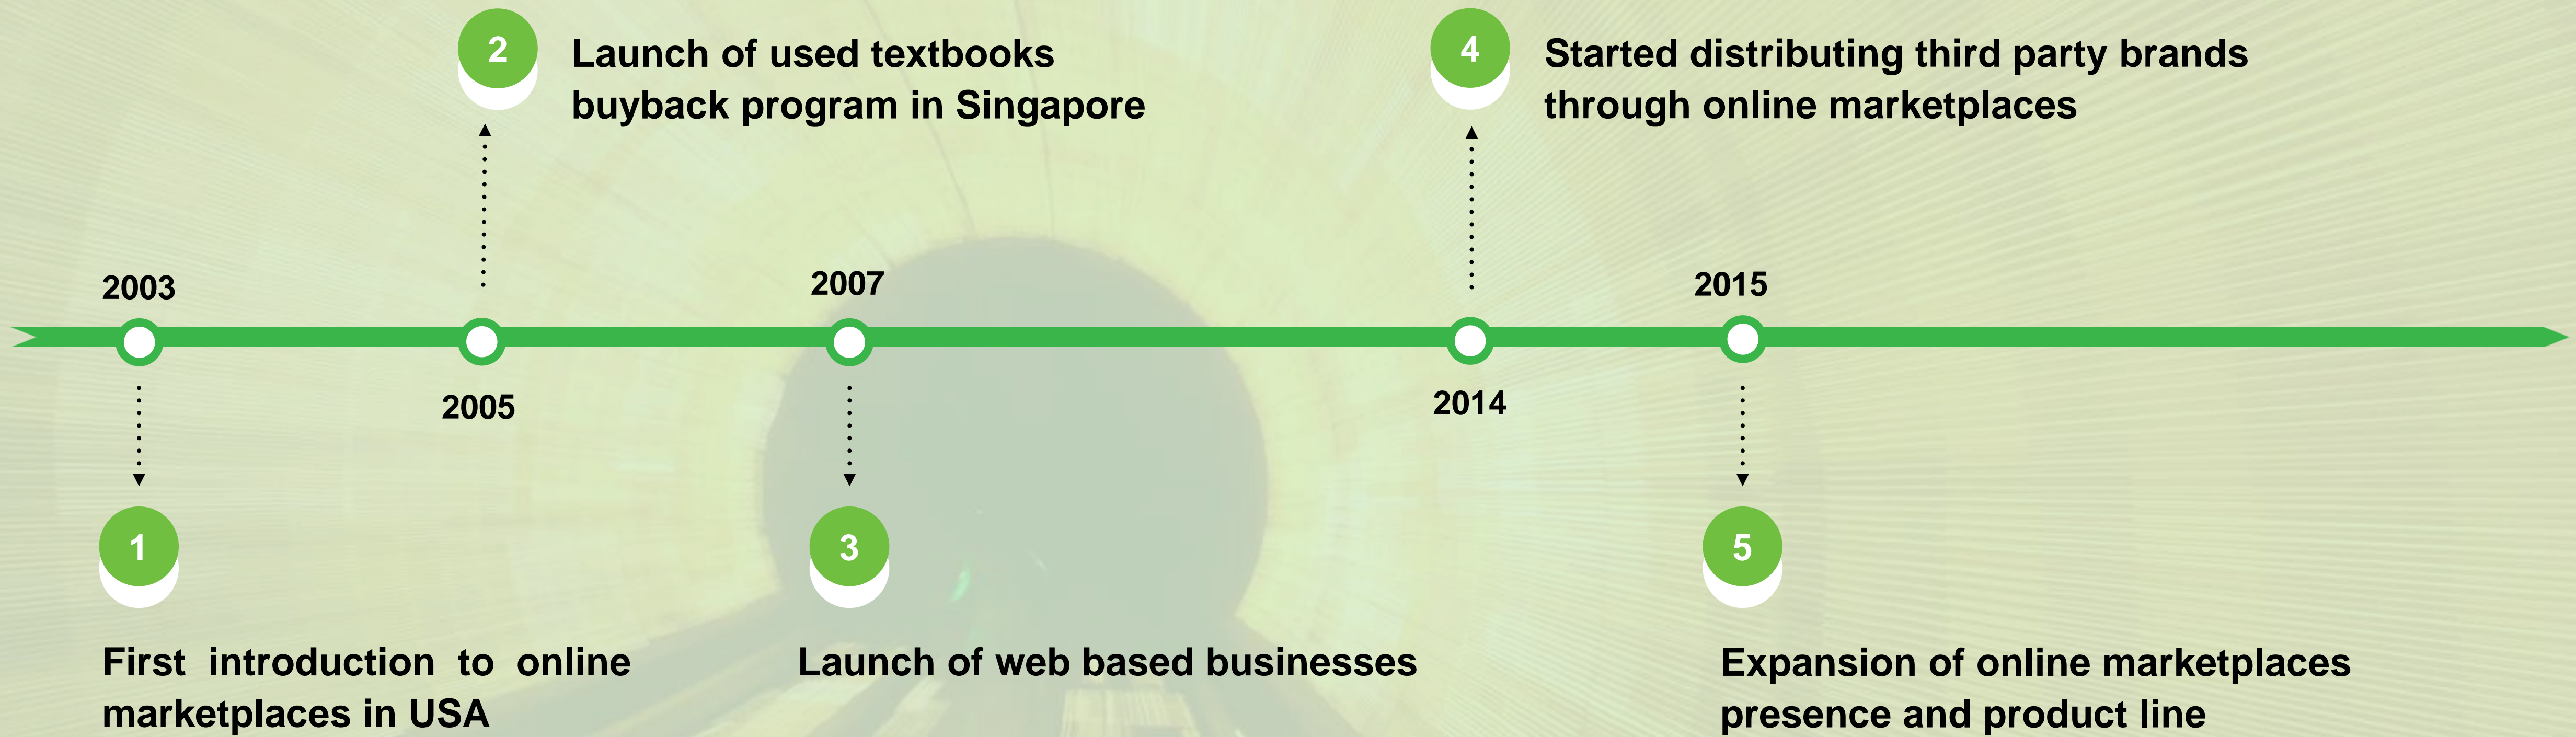 2
Launch of used textbooks
buyback program in Singapore
4
Started distributing third party brands
through online marketplaces
2003
2007
2015
2005
2014
1
First introduction to online
marketplaces in USA
3
Launch of web based businesses
5
Expansion of online marketplaces
presence and product line